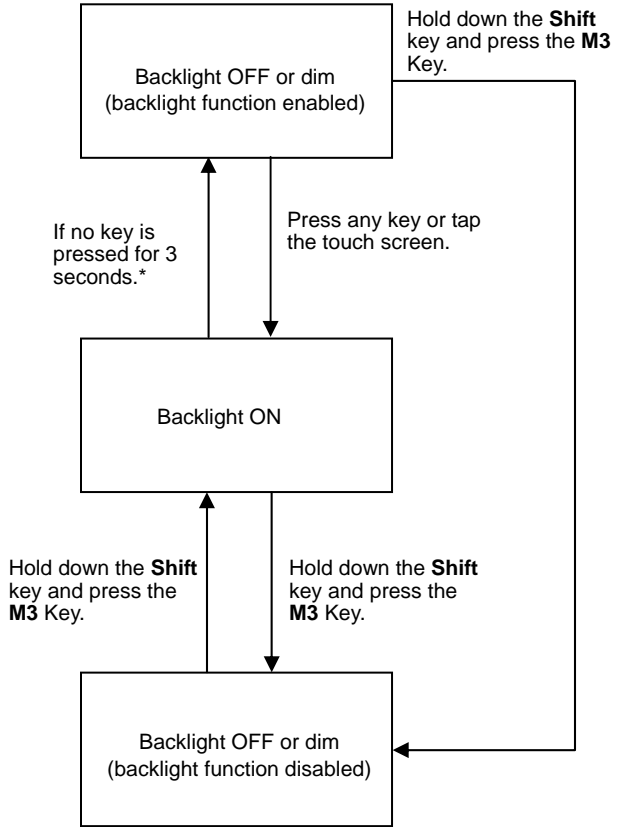 Hold down the Shift
key and press the M3
Key.
Backlight OFF or dim
(backlight function enabled)
If no key is
pressed for 3
seconds.*
Press any key or tap
the touch screen.
Backlight ON
Hold down the Shift
key and press the
M3 Key.
Hold down the Shift
key and press the
M3 Key.
Backlight OFF or dim
(backlight function disabled)